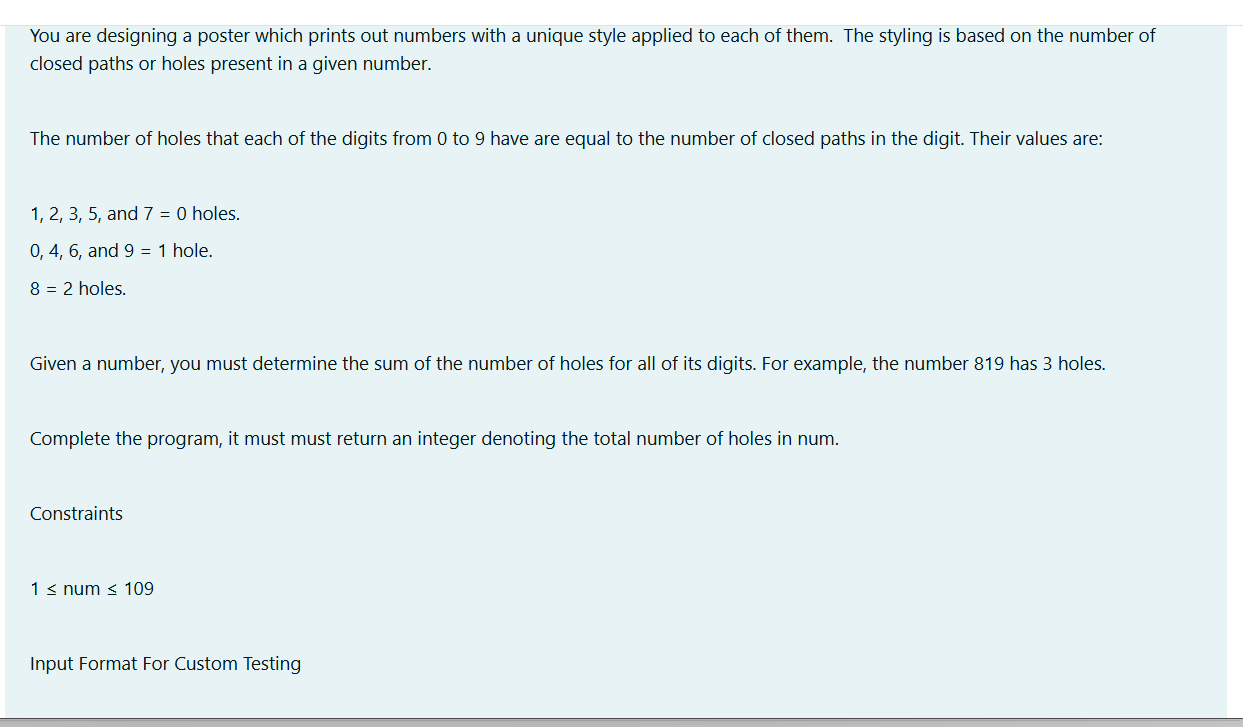 You are designing a poster which prints out numbers with a unique style applied to each of them.  The styling is based on the number of
closed paths or holes present in a given number.
The number of holes that each of the digits from 0 to 9 have are equal to the number of closed paths in the digit. Their values are:
1, 2, 3, 5, and 7 = 0 holes.
0, 4, 6, and 9 = 1 hole.
8 = 2 holes.
Given a number, you must determine the sum of the number of holes for all of its digits. For example, the number 819 has 3 holes.
Complete the program, it must must return an integer denoting the total number of holes in num.
Constraints
1 ≤ num ≤ 109
Input Format For Custom Testing